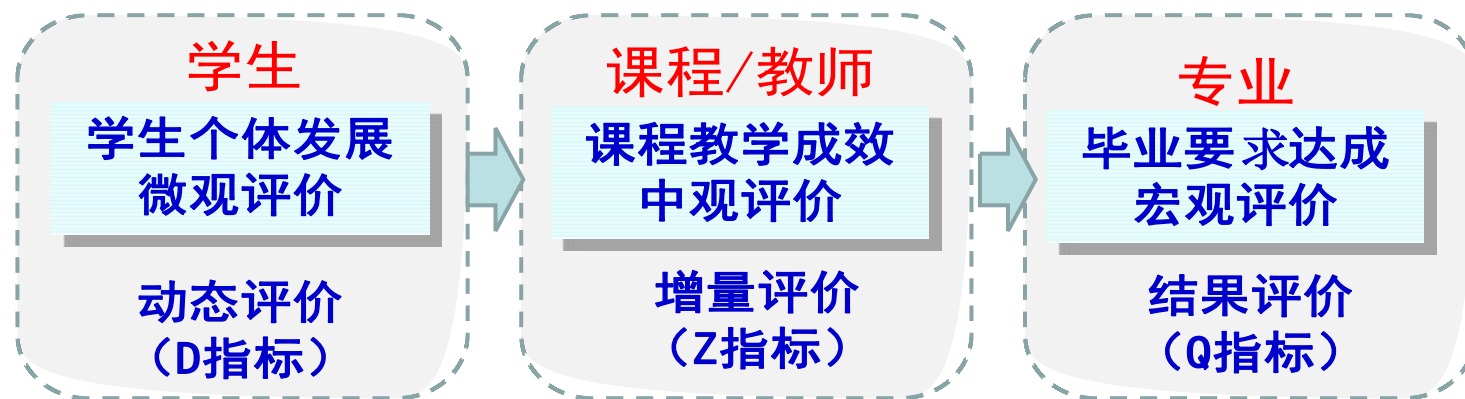 学生
学生个体发展
微观评价
动态评价
（D指标）
课程/教师
课程教学成效
中观评价
增量评价
（Z指标）
专业
毕业要求达成
宏观评价
结果评价
（Q指标）